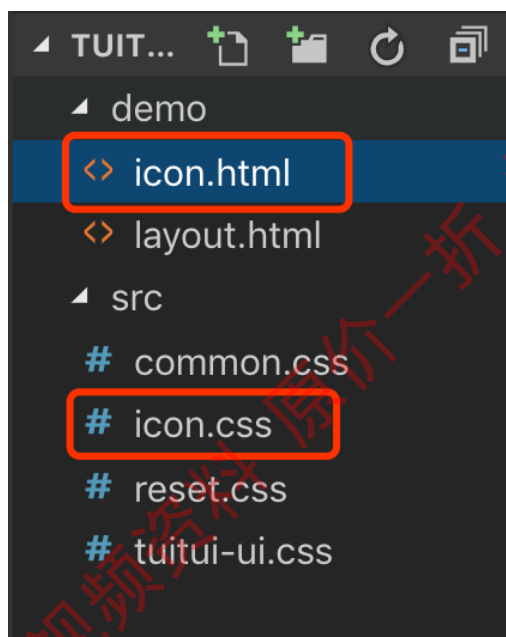 TUIT...
demo
<> icon.html
<> layout.html
src
# common.css
# icon.css
# reset.css
# tuitui-ui.css
视频资料 原价一折